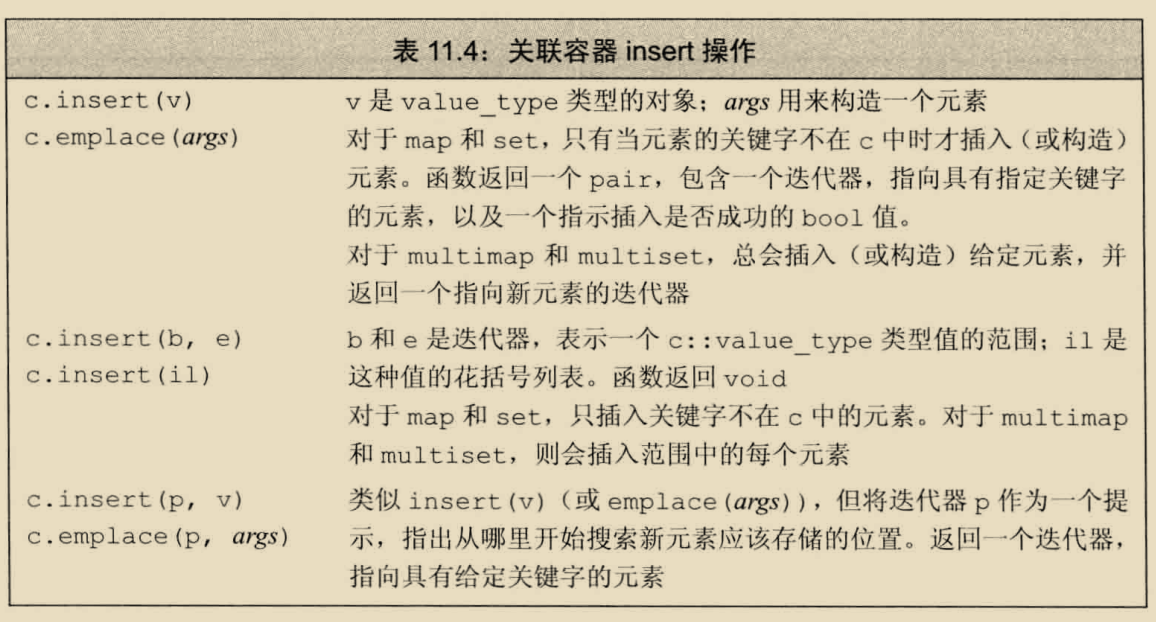 表 11.4：关联容器 insert 操作
c.insert(v) v 是 value_type 类型的对象；args 用来构造一个元素
c.emplace(args) 对于 map 和 set，只有当元素的关键字不在 c 中时才插入（或构造）
元素。函数返回一个 pair，包含一个迭代器，指向具有指定关键字
的元素，以及一个指示插入是否成功的 bool 值。
对于 multimap 和 multiset，总会插入（或构造）给定元素，并
返回一个指向新元素的迭代器
c.insert(b, e) b 和 e 是迭代器，表示一个 c::value_type 类型值的范围；il 是
c.insert(il) 这种值的花括号列表。函数返回 void
对于 map 和 set，只插入关键字不在 c 中的元素。对于 multimap
和 multiset，则会插入范围中的每个元素
c.insert(p, v) 类似 insert(v)（或 emplace(args)），但将迭代器 p 作为一个提
c.emplace(p, args) 示，指出从哪里开始搜索新元素应该存储的位置。返回一个迭代器，
指向具有给定关键字的元素